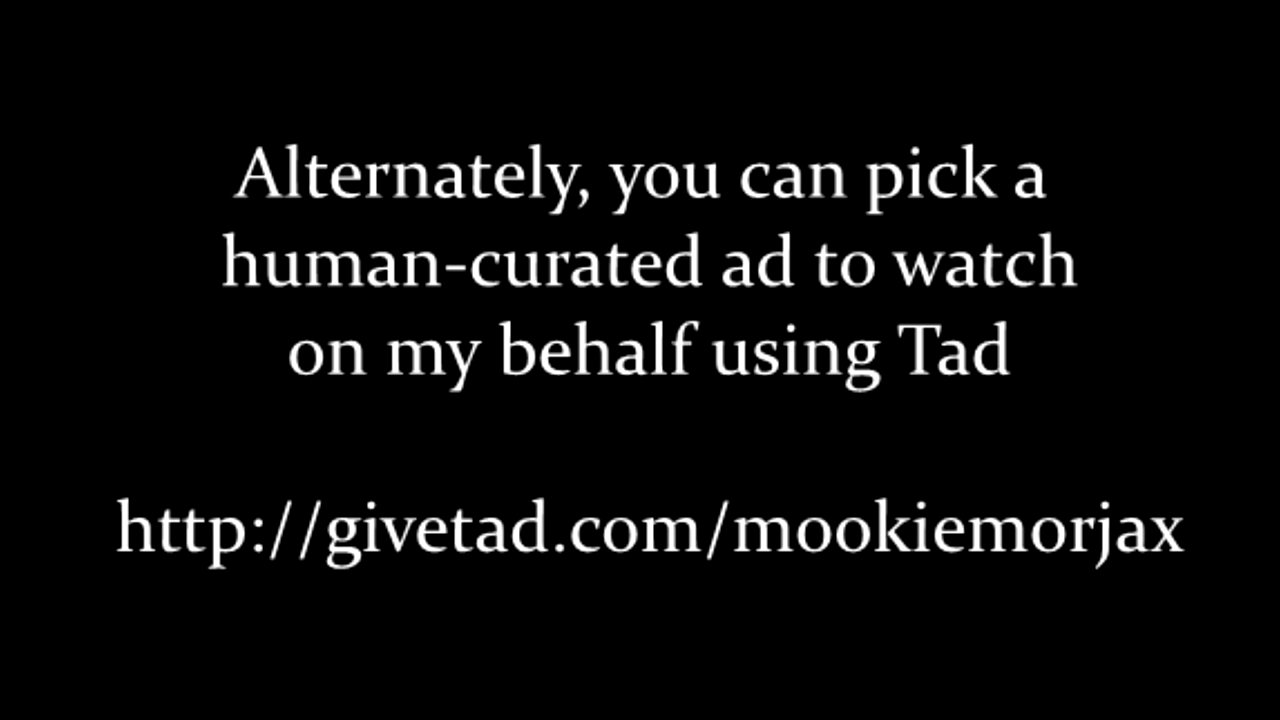 Alternately, you can pick a
human-curated ad to watch
on my behalf using Tad
http://givetad.com/mookiemorjax